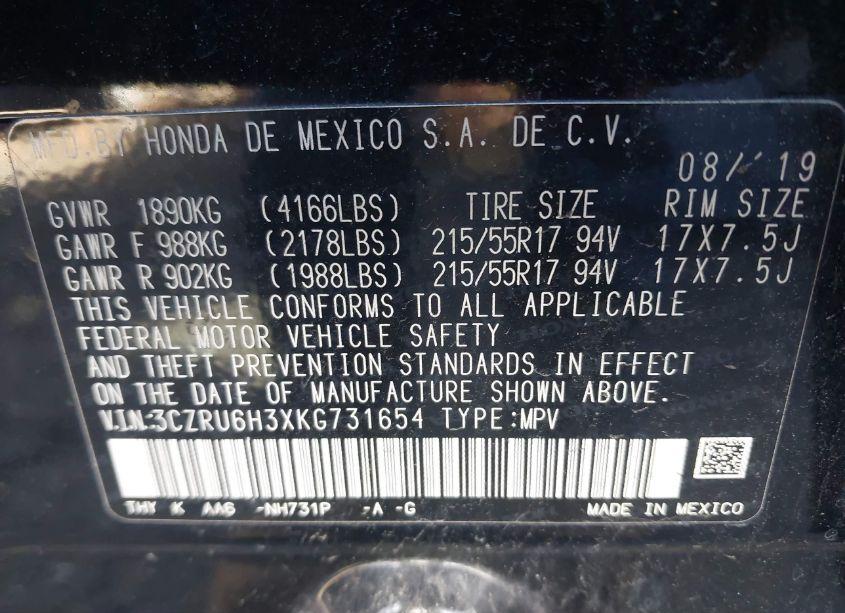 MFD.BY HONDA DE MEXICO S.A. DE C.V.
08/'19
GVWR 1890KG (4166LBS) TIRE SIZE RIM SIZE
GAWR F 988KG (2178LBS) 215/55R17 94V 17X7.5J
GAWR R 902KG (1988LBS) 215/55R17 94V 17X7.5J
THIS VEHICLE CONFORMS TO ALL APPLICABLE
FEDERAL MOTOR VEHICLE SAFETY
AND THEFT PREVENTION STANDARDS IN EFFECT
ON THE DATE OF MANUFACTURE SHOWN ABOVE.
V.I.N:3CZRU6H3XKG731654 TYPE:MPV
THY K AA6 -NH731P -A -G MADE IN MEXICO